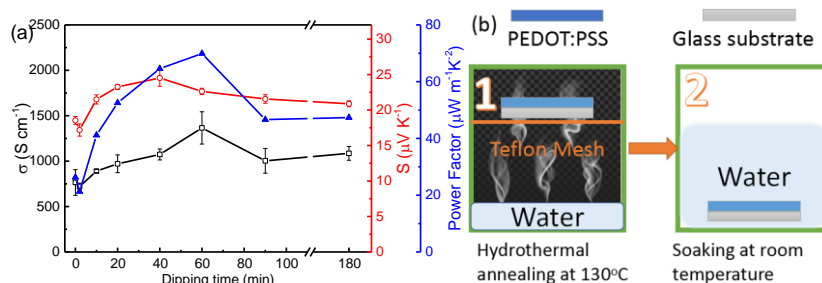 (a)
2500
2000
1500
1000
500
0
σ (S cm⁻¹)
0 20 40 60 80 100 180
Dipping time (min)
30
25
20
15
10
5
0
S (μV K⁻¹)
80
60
40
20
0
Power Factor (μW m⁻¹K⁻²)
(b)
PEDOT:PSS
Glass substrate
1
Teflon Mesh
Water
Hydrothermal
annealing at 130ºC
2
Water
Soaking at room
temperature